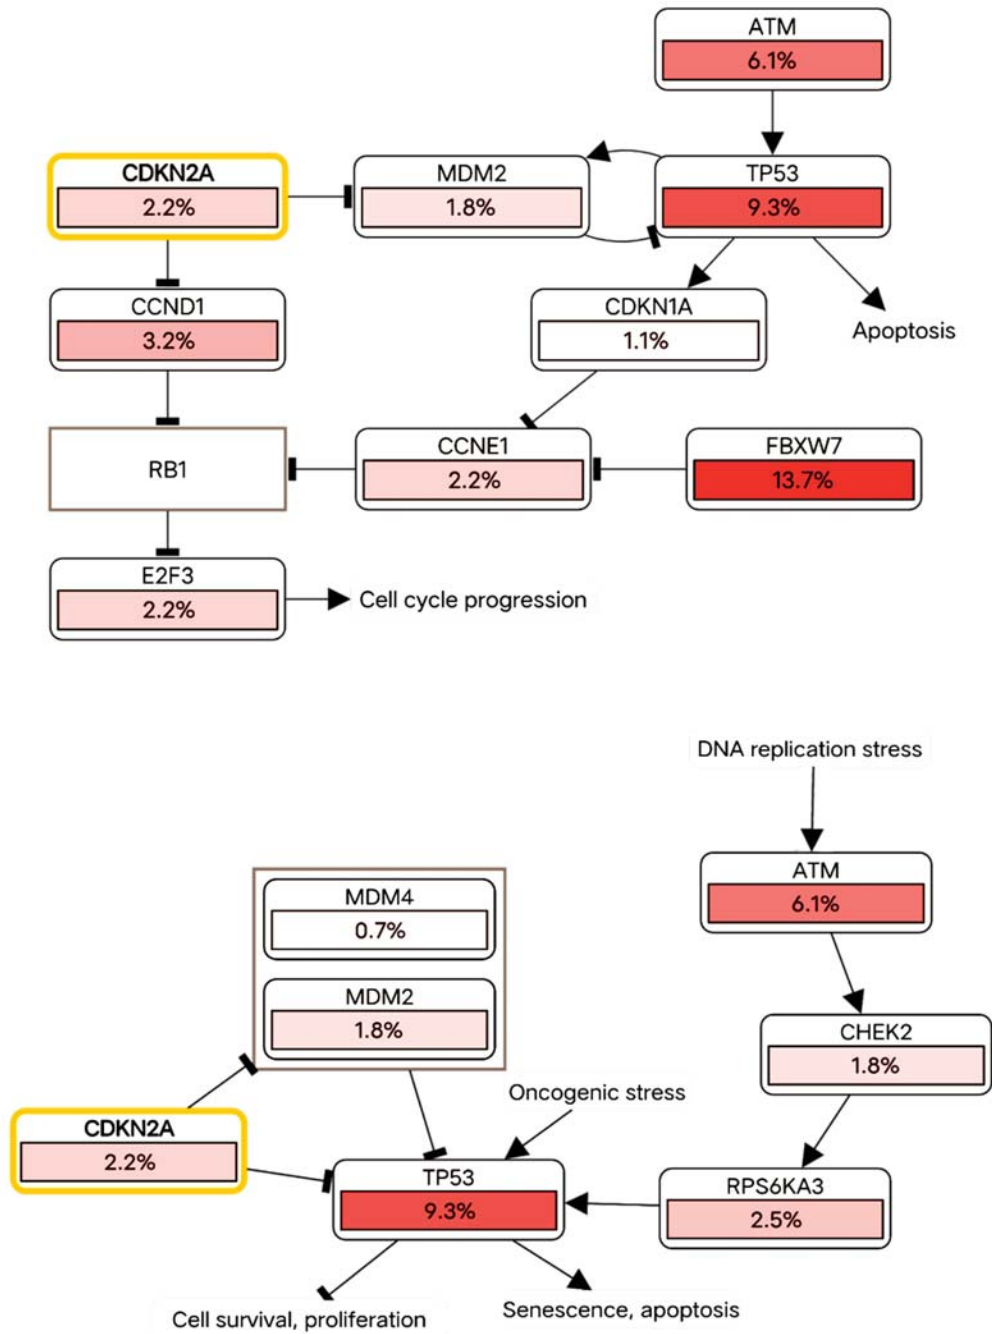 ATM
6.1%
CDKN2A
2.2%
MDM2
1.8%
TP53
9.3%
CCND1
3.2%
CDKN1A
1.1%
Apoptosis
RB1
CCNE1
2.2%
FBXW7
13.7%
E2F3
2.2%
Cell cycle progression
DNA replication stress
ATM
6.1%
MDM4
0.7%
MDM2
1.8%
CHEK2
1.8%
Oncogenic stress
CDKN2A
2.2%
TP53
9.3%
RPS6KA3
2.5%
Cell survival, proliferation
Senescence, apoptosis